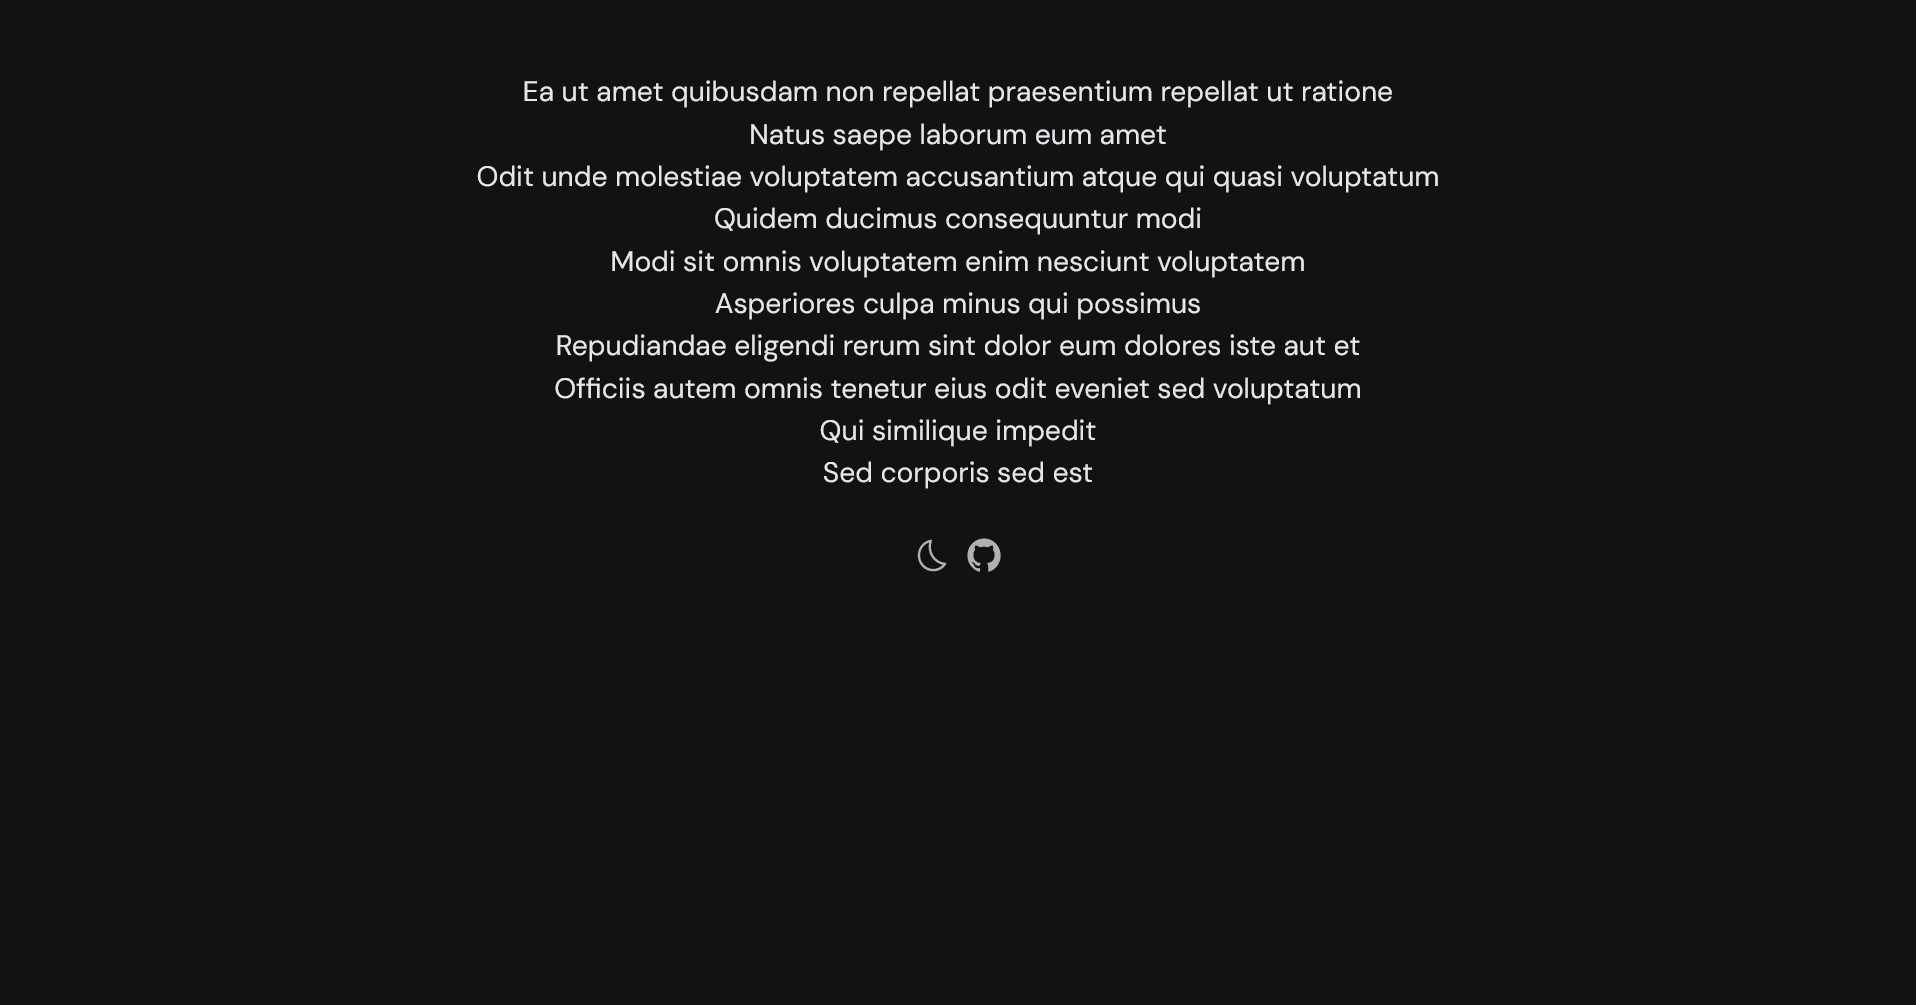 Ea ut amet quibusdam non repellat praesentium repellat ut ratione
Natus saepe laborum eum amet
Odit unde molestiae voluptatem accusantium atque qui quasi voluptatum
Quidem ducimus consequuntur modi
Modi sit omnis voluptatem enim nesciunt voluptatem
Asperiores culpa minus qui possimus
Repudiandae eligendi rerum sint dolor eum dolores iste aut et
Officiis autem omnis tenetur eius odit eveniet sed voluptatum
Qui similique impedit
Sed corporis sed est